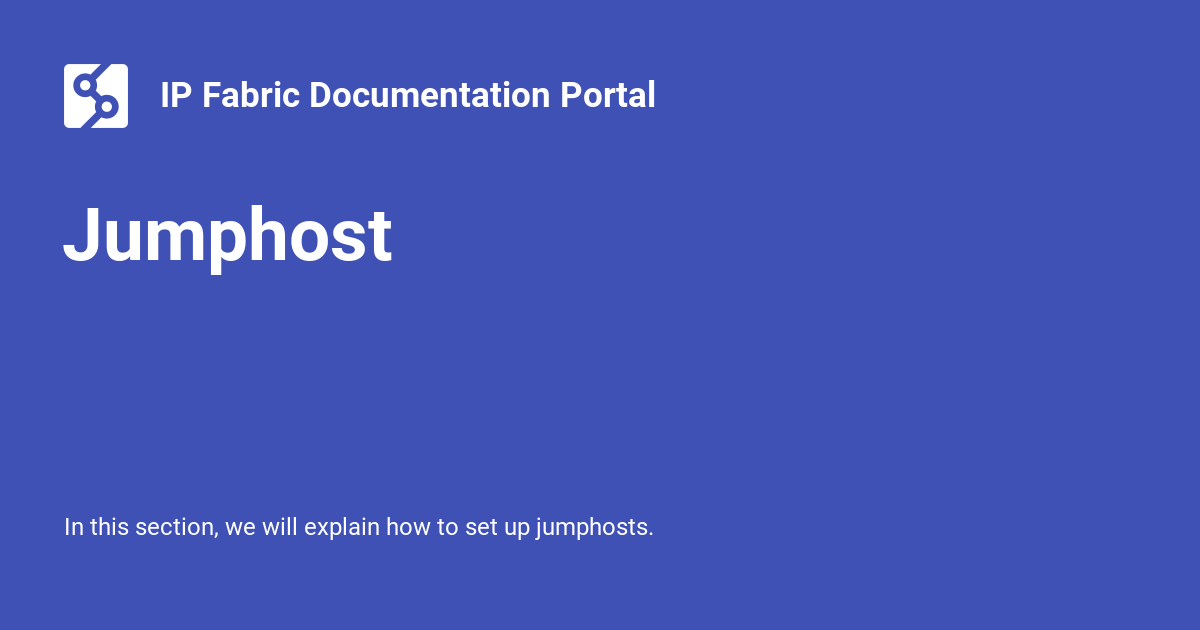 IP Fabric Documentation Portal
Jumphost
In this section, we will explain how to set up jumphosts.